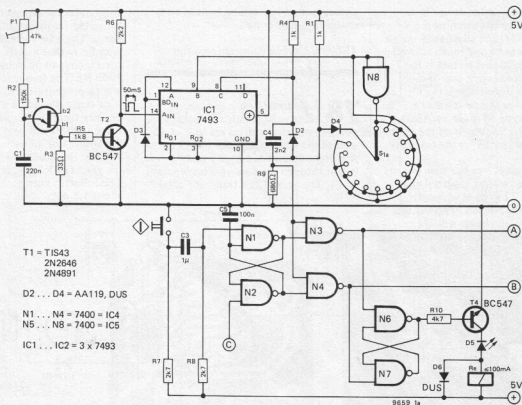 P1
47k
R6
2k2
R4
1k
R1
1k
+
5V
R2
150k
T1
e
b2
b1
R5
1k8
T2
BC547
C1
220n
R3
33Ω
50mS
12
1
14
9
8
11
5
A
B
C
D
BDIN
AIN
IC1
7493
+
R01
R02
GND
2
3
10
D3
C4
2n2
D2
R9
680Ω
N8
D4
S1a
0
C5
100n
C3
1µ
N1
N2
N3
N4
A
B
C
T1 = TIS43
2N2646
2N4891
D2 ... D4 = AA119, DUS
N1 ... N4 = 7400 = IC4
N5 ... N8 = 7400 = IC5
IC1 ... IC2 = 3 x 7493
R7
2k7
R8
2k7
N6
N7
R10
4k7
T4
BC547
D5
D6
DUS
Re
≤100mA
5V
+
9659 1a